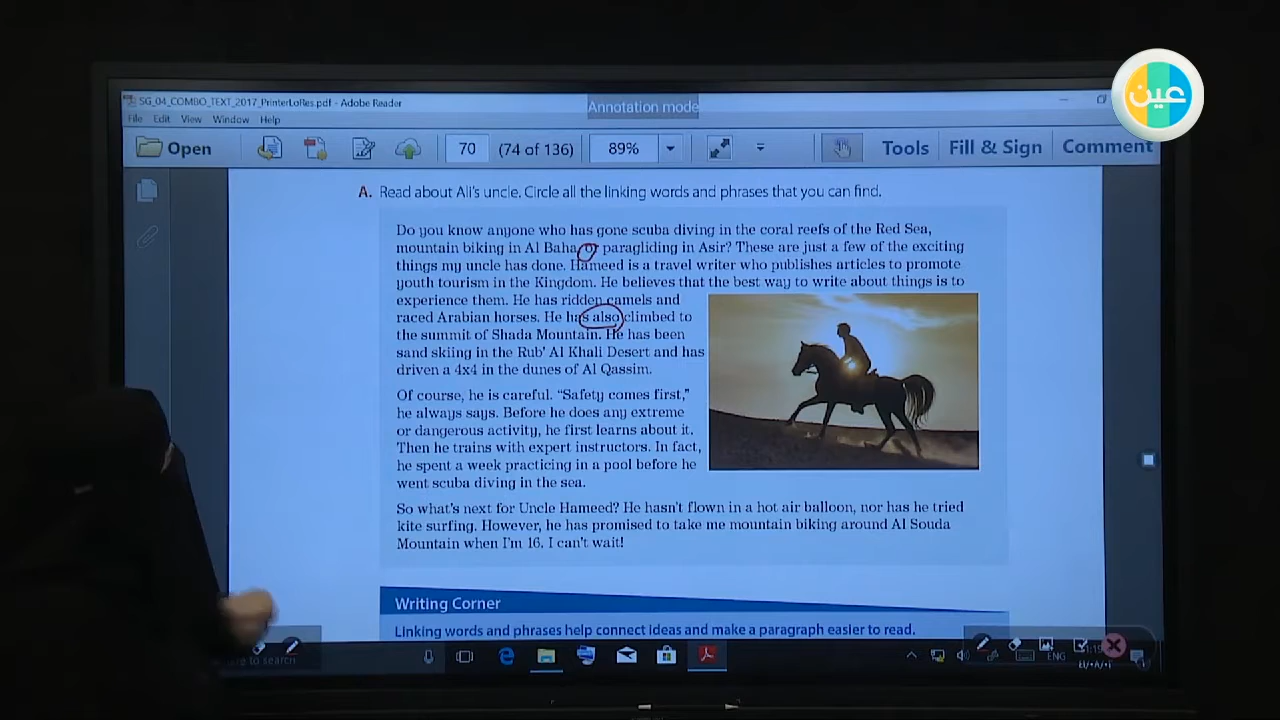 عين
SG_04_COMBO_TEXT_2017_PrinterLoRes.pdf - Adobe Reader
Annotation mode
File Edit View Window Help
Open 70 (74 of 136) 89% Tools Fill & Sign Comment
A. Read about Ali's uncle. Circle all the linking words and phrases that you can find.
Do you know anyone who has gone scuba diving in the coral reefs of the Red Sea,
mountain biking in Al Baha, or paragliding in Asir? These are just a few of the exciting
things my uncle has done. Hameed is a travel writer who publishes articles to promote
youth tourism in the Kingdom. He believes that the best way to write about things is to
experience them. He has ridden camels and
raced Arabian horses. He has also climbed to
the summit of Shada Mountain. He has been
sand skiing in the Rub' Al Khali Desert and has
driven a 4x4 in the dunes of Al Qassim.
Of course, he is careful. “Safety comes first,”
he always says. Before he does any extreme
or dangerous activity, he first learns about it.
Then he trains with expert instructors. In fact,
he spent a week practicing in a pool before he
went scuba diving in the sea.
So what's next for Uncle Hameed? He hasn't flown in a hot air balloon, nor has he tried
kite surfing. However, he has promised to take me mountain biking around Al Souda
Mountain when I'm 16. I can't wait!
Writing Corner
Linking words and phrases help connect ideas and make a paragraph easier to read.
to search
ENG